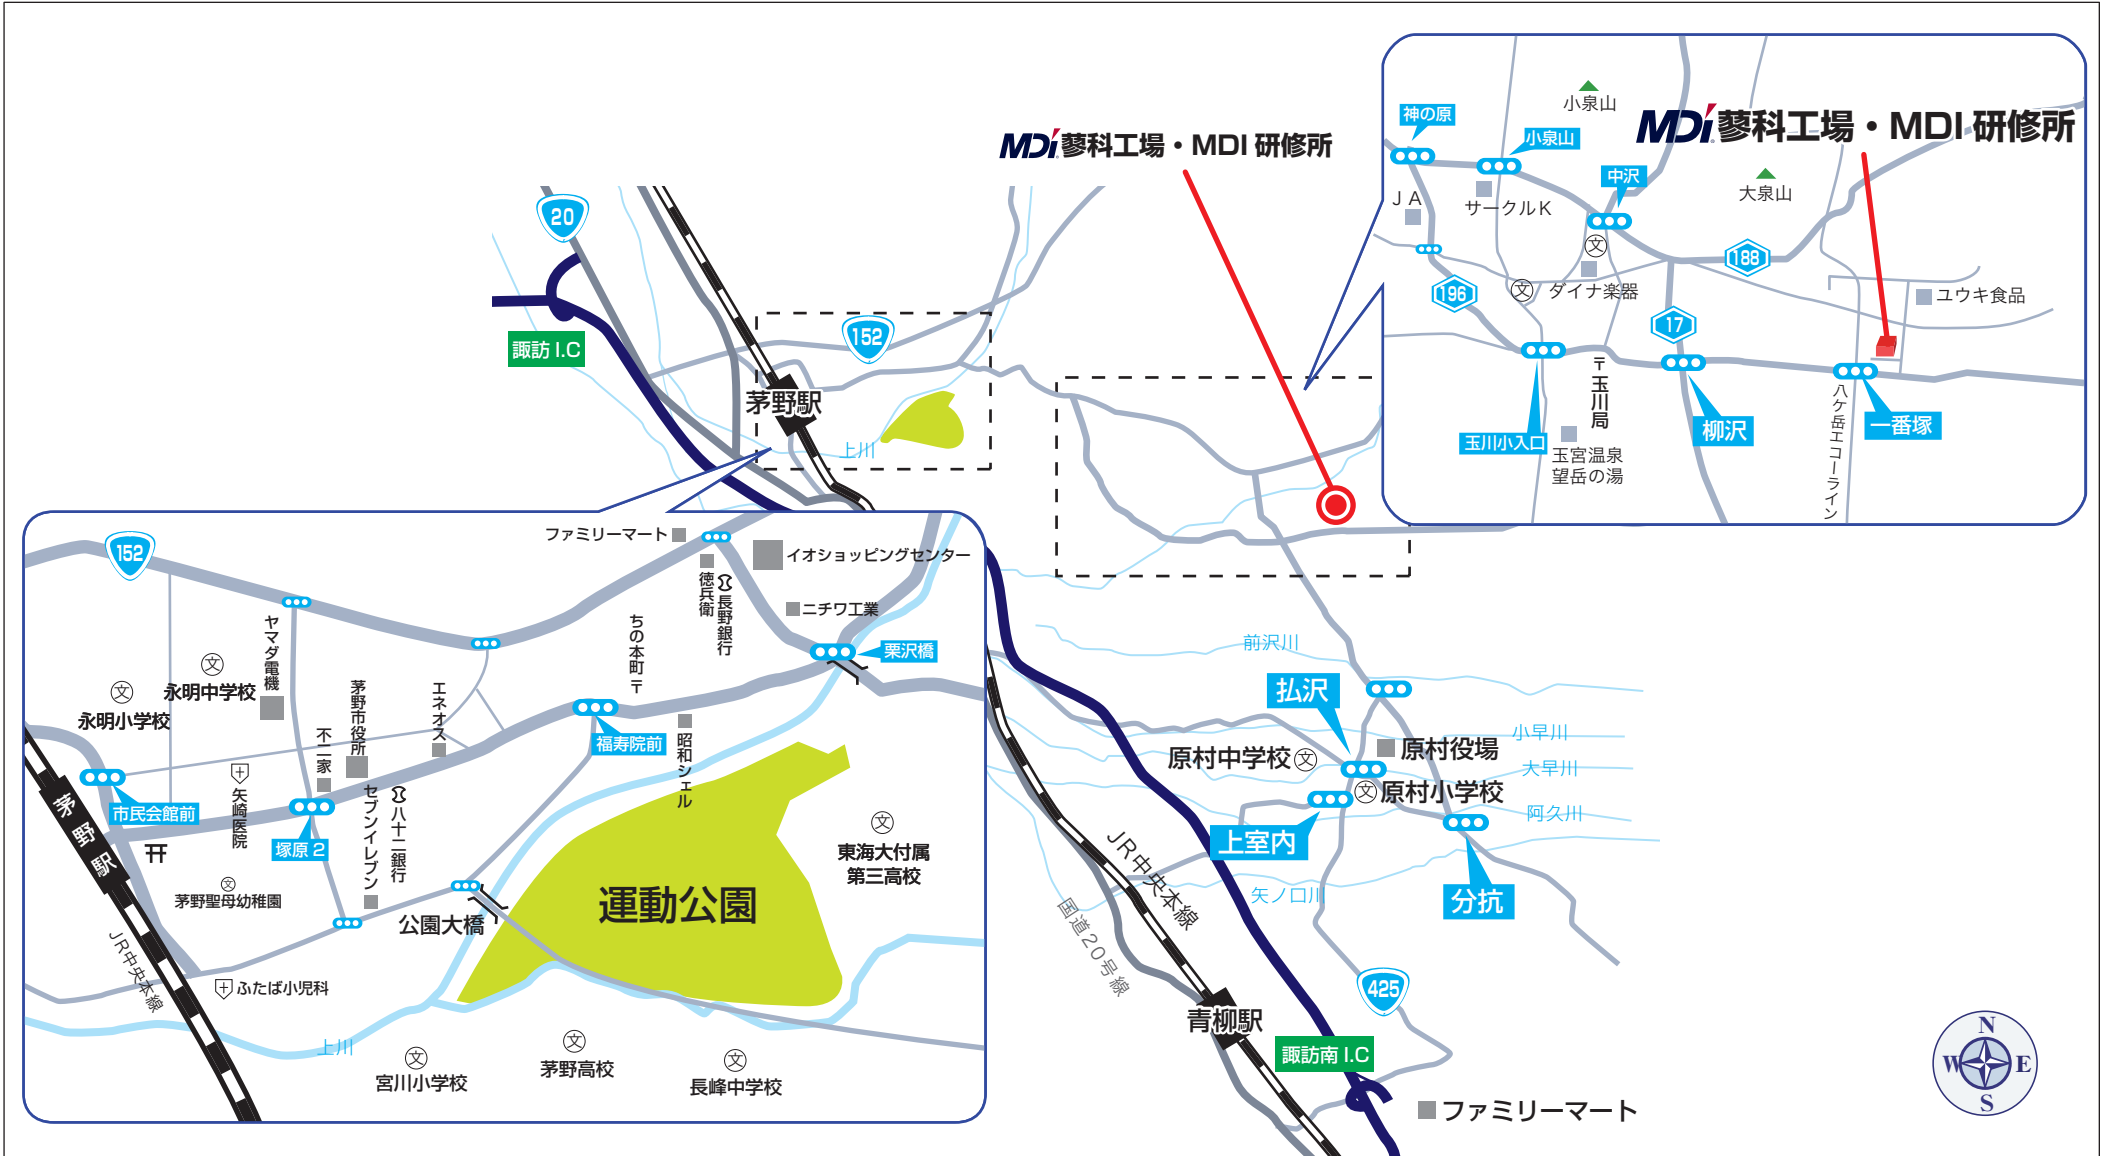 20
諏訪 I.C
152
茅野駅
上川
MDi 蓼科工場・MDI 研修所
神の原
小泉山
小泉山
MDi 蓼科工場・MDI 研修所
中沢
大泉山
JA
サークルK
文
188
196
文
ダイナ楽器
ユウキ食品
17
〒玉川局
玉川小入口
柳沢
一番塚
玉宮温泉
望岳の湯
八ケ岳エコーライン
152
ファミリーマート
イオショッピングセンター
徳兵衛
長野銀行
ニチワ工業
ちの本町〒
栗沢橋
ヤマダ電機
文
永明中学校
文
永明小学校
茅野市役所
エネオス
不二家
福寿院前
昭和シェル
市民会館前
矢崎医院
塚原2
セブンイレブン
八十二銀行
茅野駅
文
茅野聖母幼稚園
公園大橋
運動公園
文
東海大付属
第三高校
JR中央本線
ふたば小児科
上川
文
宮川小学校
文
茅野高校
文
長峰中学校
前沢川
払沢
小早川
原村中学校文
原村役場
大早川
文原村小学校
阿久川
上室内
JR中央本線
矢ノ口川
分抗
国道20号線
425
青柳駅
諏訪南 I.C
ファミリーマート
N
W
E
S